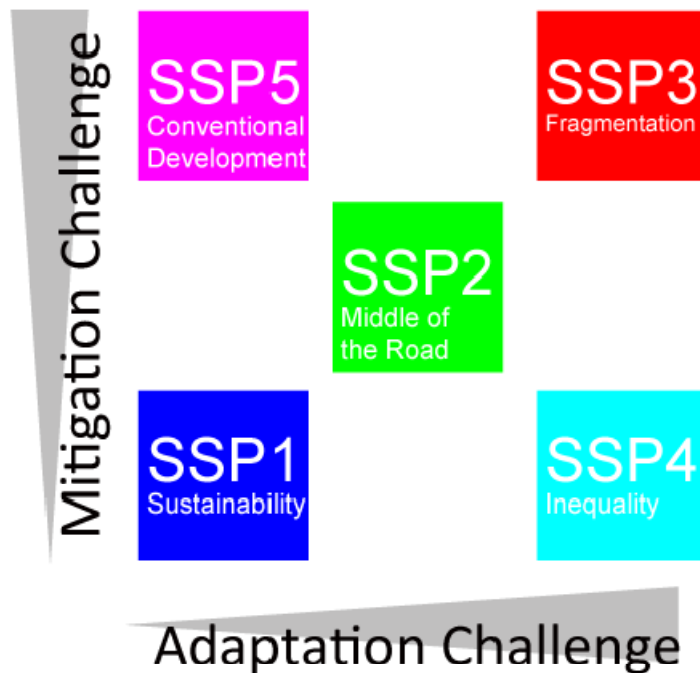 Mitigation Challenge
SSP5
Conventional
Development
SSP3
Fragmentation
SSP2
Middle of
the Road
SSP1
Sustainability
SSP4
Inequality
Adaptation Challenge